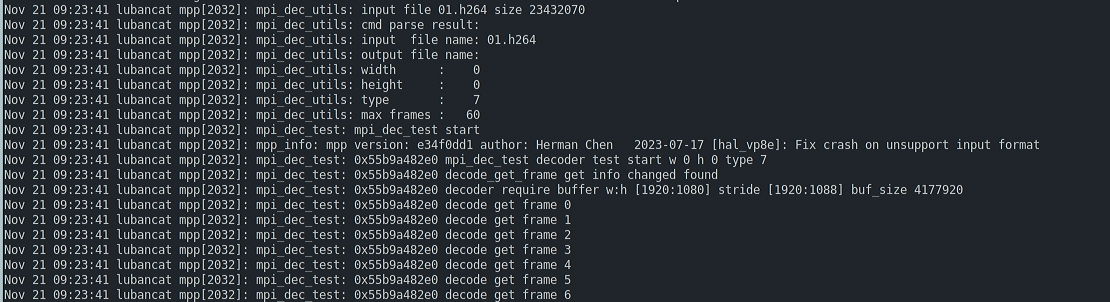 Nov 21 09:23:41 lubancat mpp[2032]: mpi_dec_utils: input file 01.h264 size 23432070
Nov 21 09:23:41 lubancat mpp[2032]: mpi_dec_utils: cmd parse result:
Nov 21 09:23:41 lubancat mpp[2032]: mpi_dec_utils: input  file name: 01.h264
Nov 21 09:23:41 lubancat mpp[2032]: mpi_dec_utils: output file name:
Nov 21 09:23:41 lubancat mpp[2032]: mpi_dec_utils: width      :    0
Nov 21 09:23:41 lubancat mpp[2032]: mpi_dec_utils: height     :    0
Nov 21 09:23:41 lubancat mpp[2032]: mpi_dec_utils: type       :    7
Nov 21 09:23:41 lubancat mpp[2032]: mpi_dec_utils: max frames :   60
Nov 21 09:23:41 lubancat mpp[2032]: mpi_dec_test: mpi_dec_test start
Nov 21 09:23:41 lubancat mpp[2032]: mpp_info: mpp version: e34f0dd1 author: Herman Chen   2023-07-17 [hal_vp8e]: Fix crash on unsupport input format
Nov 21 09:23:41 lubancat mpp[2032]: mpi_dec_test: 0x55b9a482e0 mpi_dec_test decoder test start w 0 h 0 type 7
Nov 21 09:23:41 lubancat mpp[2032]: mpi_dec_test: 0x55b9a482e0 decode_get_frame get info changed found
Nov 21 09:23:41 lubancat mpp[2032]: mpi_dec_test: 0x55b9a482e0 decoder require buffer w:h [1920:1080] stride [1920:1088] buf_size 4177920
Nov 21 09:23:41 lubancat mpp[2032]: mpi_dec_test: 0x55b9a482e0 decode get frame 0
Nov 21 09:23:41 lubancat mpp[2032]: mpi_dec_test: 0x55b9a482e0 decode get frame 1
Nov 21 09:23:41 lubancat mpp[2032]: mpi_dec_test: 0x55b9a482e0 decode get frame 2
Nov 21 09:23:41 lubancat mpp[2032]: mpi_dec_test: 0x55b9a482e0 decode get frame 3
Nov 21 09:23:41 lubancat mpp[2032]: mpi_dec_test: 0x55b9a482e0 decode get frame 4
Nov 21 09:23:41 lubancat mpp[2032]: mpi_dec_test: 0x55b9a482e0 decode get frame 5
Nov 21 09:23:41 lubancat mpp[2032]: mpi_dec_test: 0x55b9a482e0 decode get frame 6